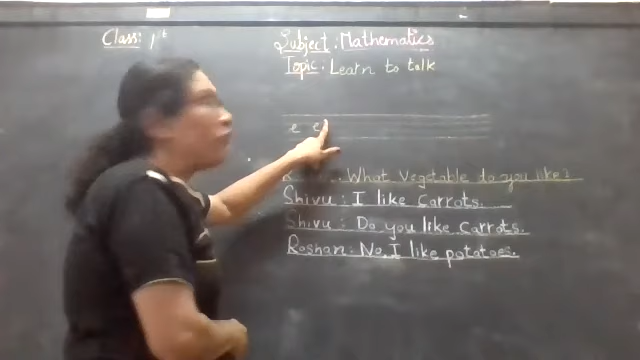 Class: 1st
Subject: Mathematics
Topic: Learn to talk
e e
What Vegetable do you like?
Shivu: I like carrots.
Shivu: Do you like carrots.
Roshan: No, I like potatoes.